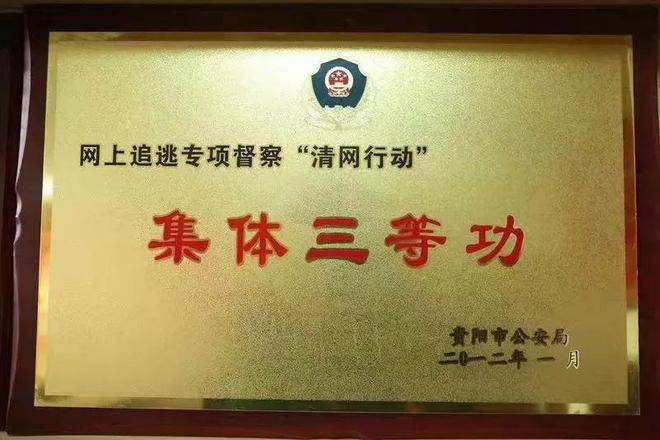 网上追逃专项督察“清网行动”
集体三等功
贵阳市公安局
二〇一二年一月